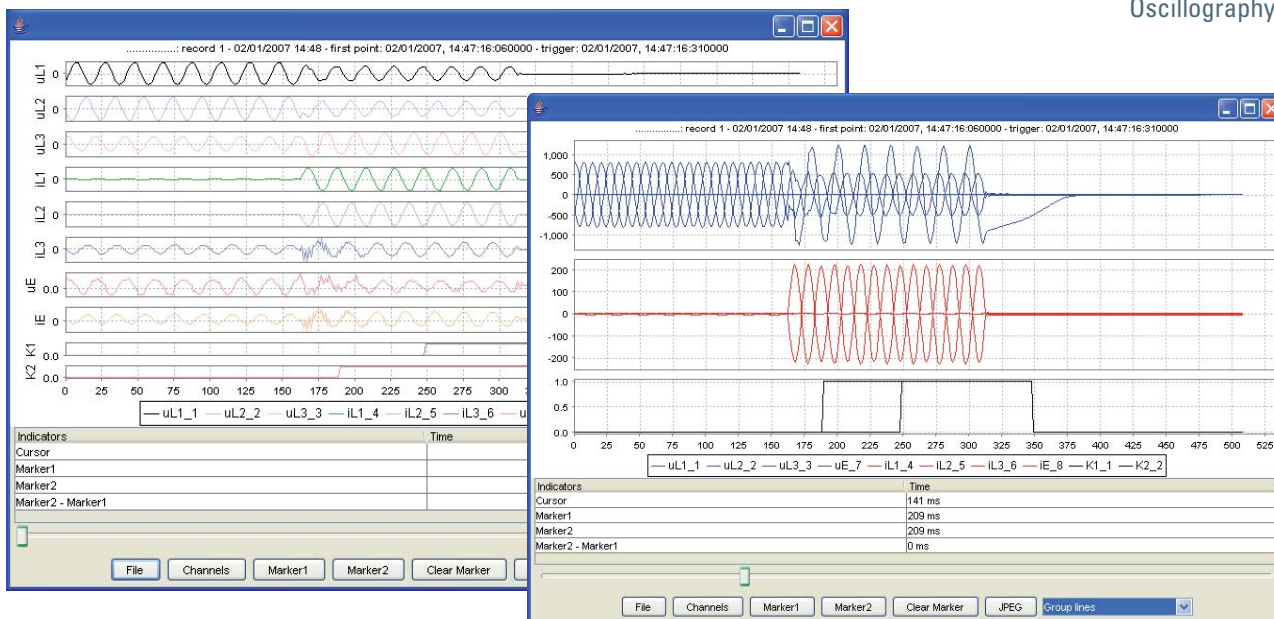 Oscillography
................: record 1 - 02/01/2007 14:48 - first point: 02/01/2007, 14:47:16:060000 - trigger: 02/01/2007, 14:47:16:310000
uL1 0
uL2 0
uL3 0
iL1 0
iL2 0
iL3 0
uE 0.0
iE 0
K1 0.0
K2 0.0
0 25 50 75 100 125 150 175 200 225 250 275 300
uL1_1 uL2_2 uL3_3 iL1_4 iL2_5 iL3_6
Indicators Time
Cursor
Marker1
Marker2
Marker2 - Marker1
File Channels Marker1 Marker2 Clear Marker
................: record 1 - 02/01/2007 14:48 - first point: 02/01/2007, 14:47:16:060000 - trigger: 02/01/2007, 14:47:16:310000
1,000
500
0
-500
-1,000
200
100
0
-100
-200
1.0
0.5
0.0
0 25 50 75 100 125 150 175 200 225 250 275 300 325 350 375 400 425 450 475 500 525
uL1_1 uL2_2 uL3_3 uE_7 iL1_4 iL2_5 iL3_6 iE_8 K1_1 K2_2
Indicators Time
Cursor 141 ms
Marker1 209 ms
Marker2 209 ms
Marker2 - Marker1 0 ms
File Channels Marker1 Marker2 Clear Marker JPEG Group lines